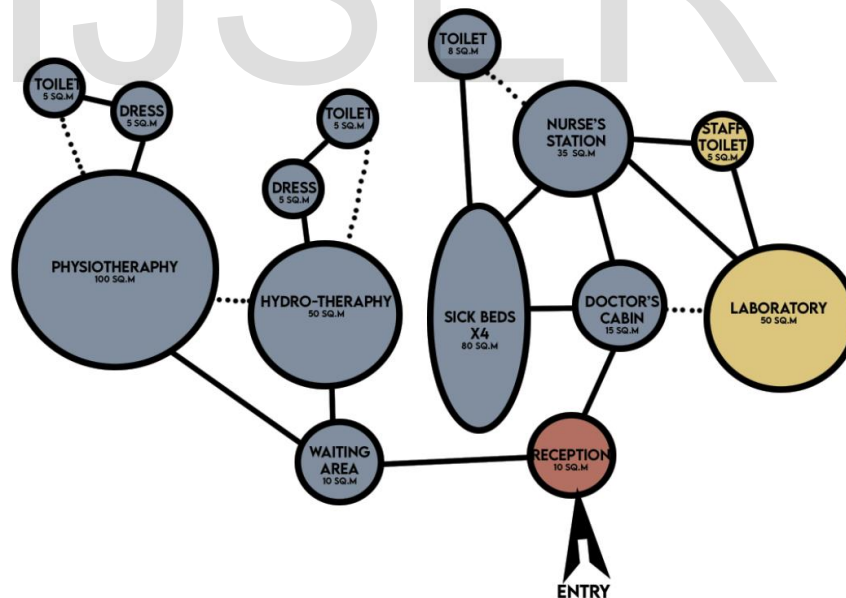 IJSER
TOILET
8 SQ.M
TOILET
5 SQ.M
DRESS
5 SQ.M
TOILET
5 SQ.M
DRESS
5 SQ.M
NURSE'S
STATION
35 SQ.M
STAFF
TOILET
5 SQ.M
PHYSIOTHERAPHY
100 SQ.M
HYDRO-THERAPHY
50 SQ.M
SICK BEDS
X4
80 SQ.M
DOCTOR'S
CABIN
15 SQ.M
LABORATORY
50 SQ.M
WAITING
AREA
10 SQ.M
RECEPTION
10 SQ.M
ENTRY